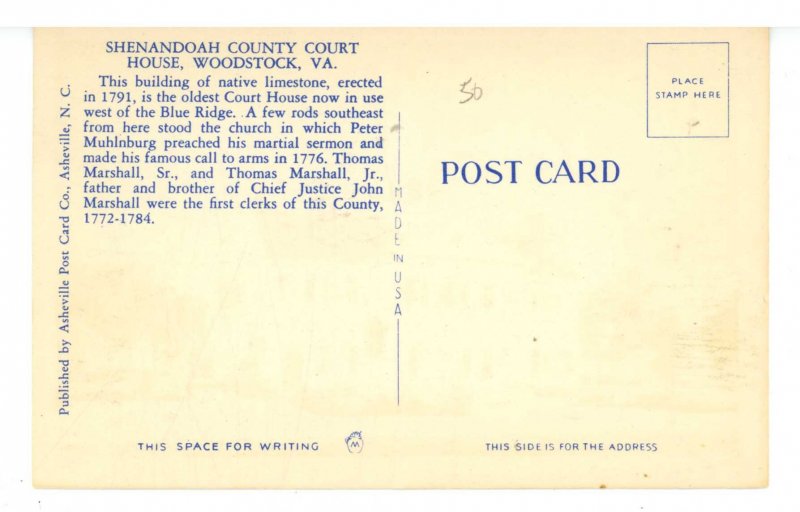 SHENANDOAH COUNTY COURT
HOUSE, WOODSTOCK, VA.
This building of native limestone, erected
in 1791, is the oldest Court House now in use
west of the Blue Ridge. A few rods southeast
from here stood the church in which Peter
Muhlnburg preached his martial sermon and
made his famous call to arms in 1776. Thomas
Marshall, Sr., and Thomas Marshall, Jr.,
father and brother of Chief Justice John
Marshall were the first clerks of this County,
1772-1784.
Published by Asheville Post Card Co., Asheville, N. C.
MADE IN USA
50
PLACE
STAMP HERE
POST CARD
THIS SPACE FOR WRITING
W
THIS SIDE IS FOR THE ADDRESS